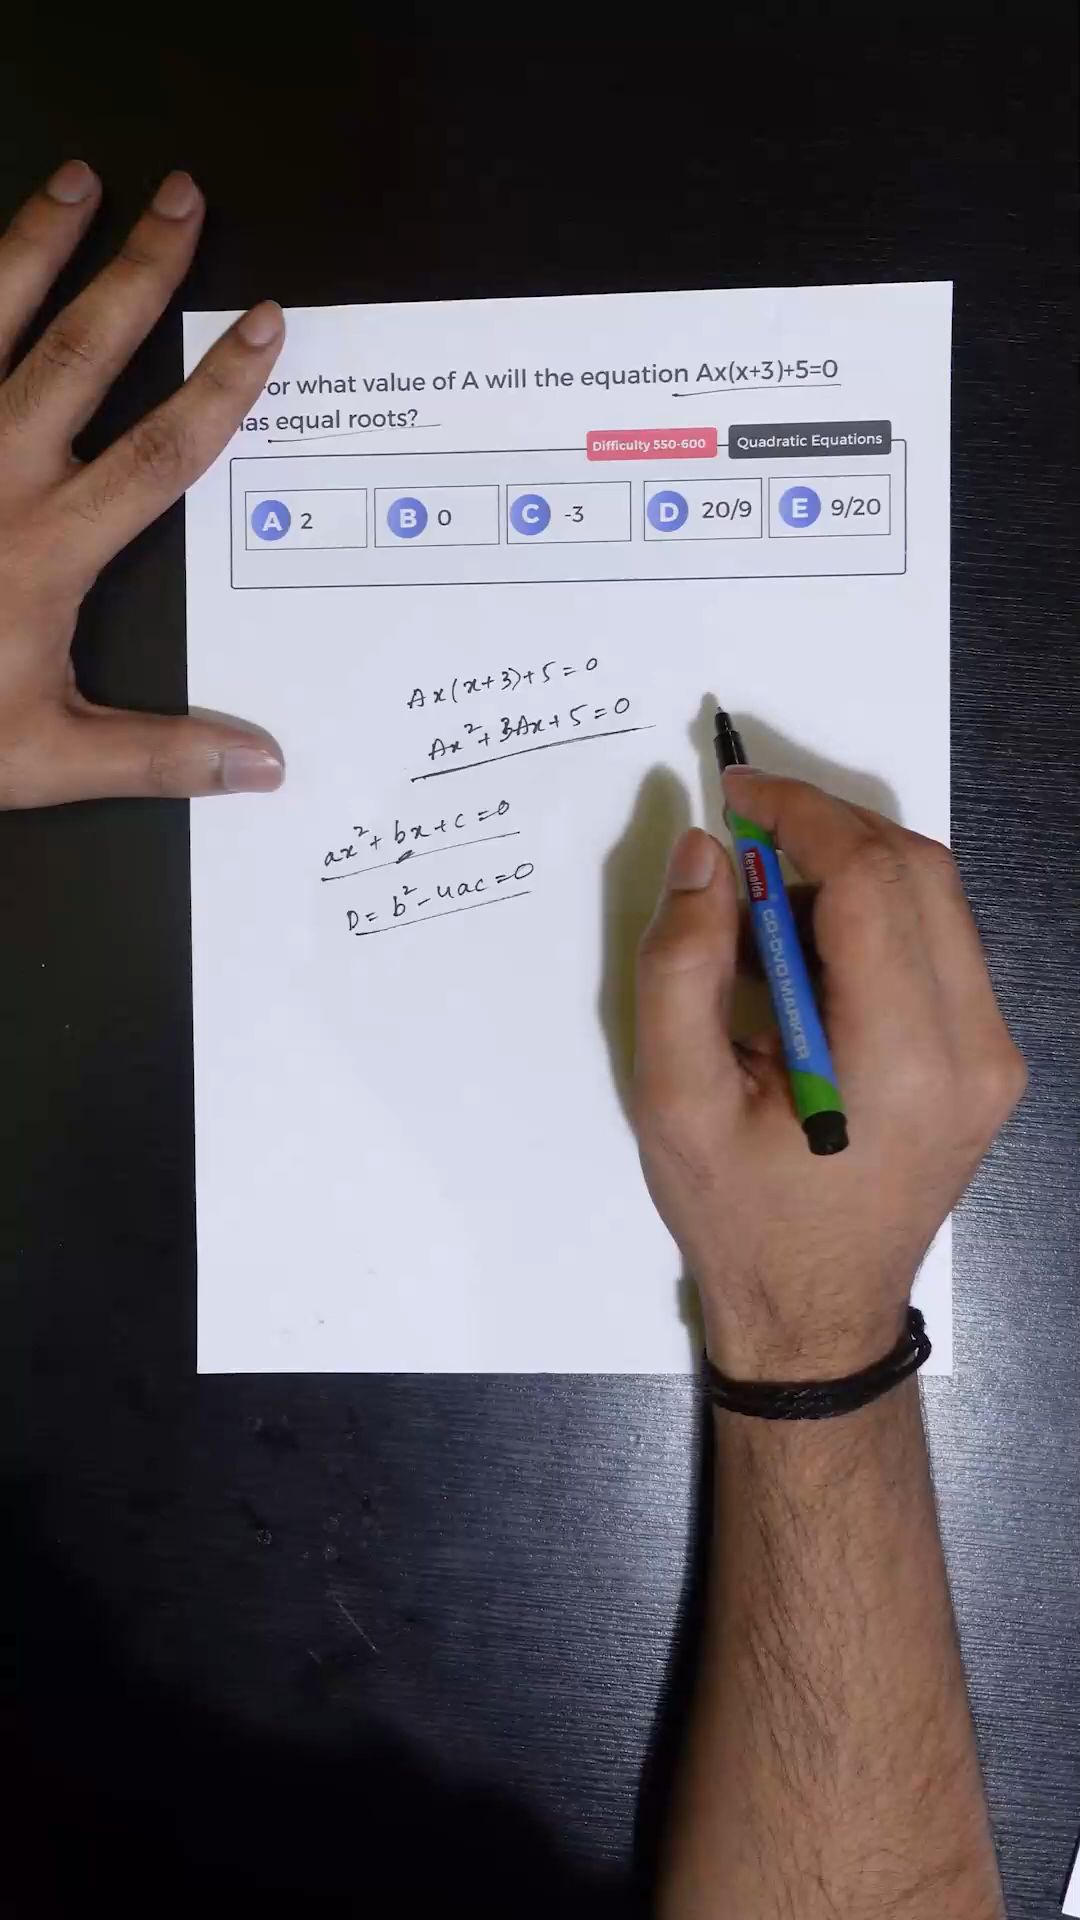 or what value of A will the equation Ax(x+3)+5=0
as equal roots?
Difficulty 550-600
Quadratic Equations
A 2
B 0
C -3
D 20/9
E 9/20
Ax(x+3)+5=0
Ax²+3Ax+5=0
ax²+bx+c=0
D=b²-4ac=0
Reynolds
CD-DVD MARKER